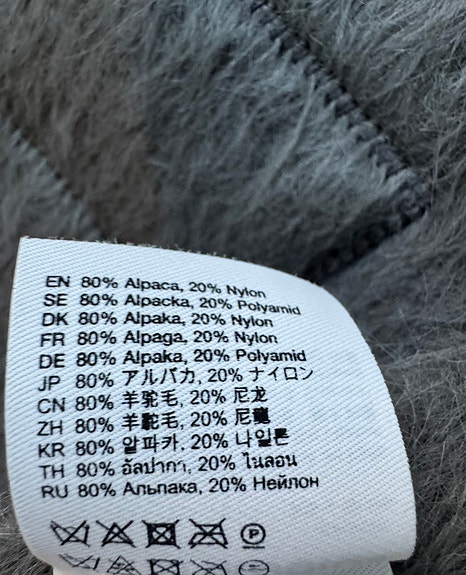 EN 80% Alpaca, 20% Nylon
SE 80% Alpacka, 20% Polyamid
DK 80% Alpaka, 20% Nylon
FR 80% Alpaga, 20% Nylon
DE 80% Alpaka, 20% Polyamid
JP 80% アルパカ, 20% ナイロン
CN 80% 羊驼毛, 20% 尼龙
ZH 80% 羊駝毛, 20% 尼龍
KR 80% 알파카, 20% 나일론
TH 80% อัลปากา, 20% ไนลอน
RU 80% Альпака, 20% Нейлон
P